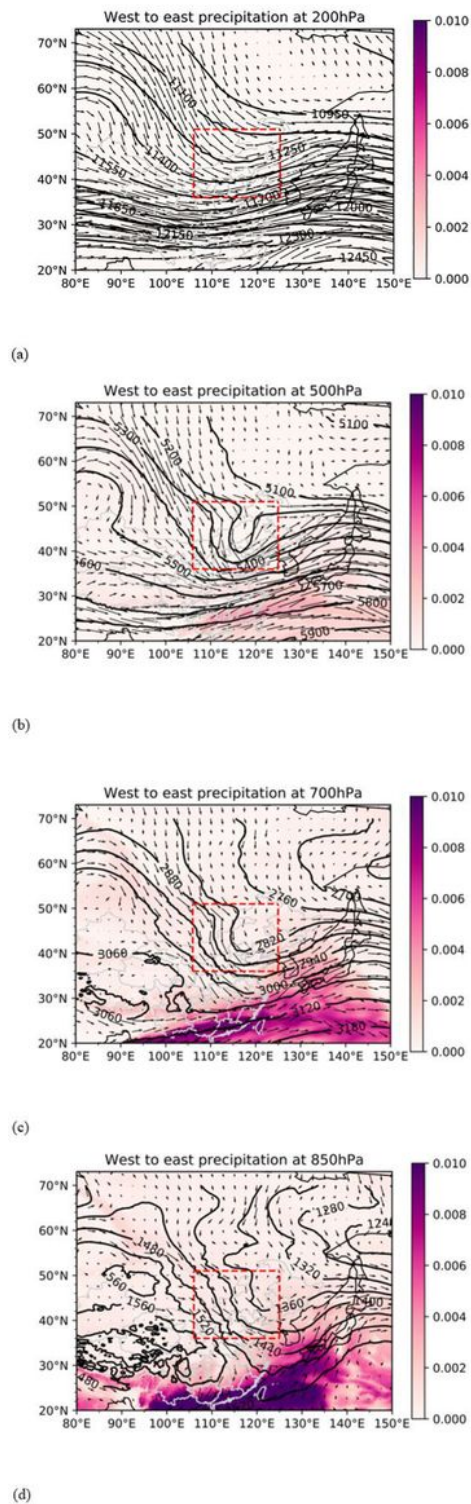 West to east precipitation at 200hPa
70°N
60°N
50°N
40°N
30°N
20°N
80°E 90°E 100°E 110°E 120°E 130°E 140°E 150°E
11100
10950
11250
11400
11550
11700
11850
12000
12150
12300
12450
0.010
0.008
0.006
0.004
0.002
0.000
(a)
West to east precipitation at 500hPa
70°N
60°N
50°N
40°N
30°N
20°N
80°E 90°E 100°E 110°E 120°E 130°E 140°E 150°E
5300
5200
5100
5100
5400
5500
5700
5800
5900
0.010
0.008
0.006
0.004
0.002
0.000
(b)
West to east precipitation at 700hPa
70°N
60°N
50°N
40°N
30°N
20°N
80°E 90°E 100°E 110°E 120°E 130°E 140°E 150°E
2880
2760
2700
2820
2940
3060
3000
3060
3120
3180
0.010
0.008
0.006
0.004
0.002
0.000
(c)
West to east precipitation at 850hPa
70°N
60°N
50°N
40°N
30°N
20°N
80°E 90°E 100°E 110°E 120°E 130°E 140°E 150°E
1280
1240
1480
1320
1560
1560
1360
1400
0.010
0.008
0.006
0.004
0.002
0.000
(d)